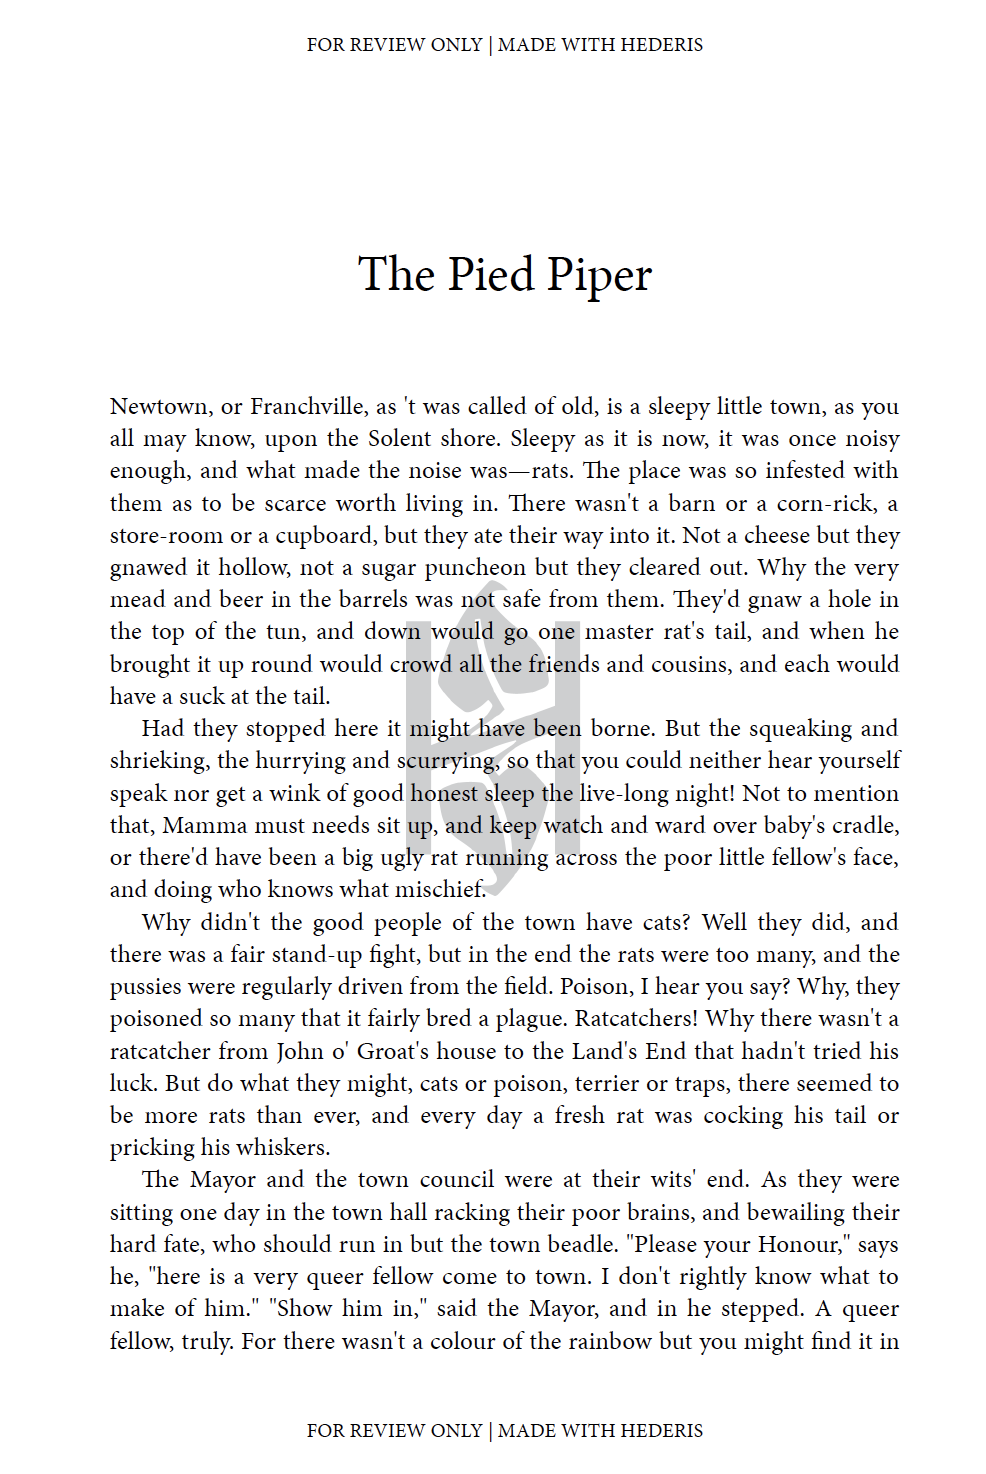 FOR REVIEW ONLY | MADE WITH HEDERIS
The Pied Piper
Newtown, or Franchville, as 't was called of old, is a sleepy little town, as you
all may know, upon the Solent shore. Sleepy as it is now, it was once noisy
enough, and what made the noise was—rats. The place was so infested with
them as to be scarce worth living in. There wasn't a barn or a corn-rick, a
store-room or a cupboard, but they ate their way into it. Not a cheese but they
gnawed it hollow, not a sugar puncheon but they cleared out. Why the very
mead and beer in the barrels was not safe from them. They'd gnaw a hole in
the top of the tun, and down would go one master rat's tail, and when he
brought it up round would crowd all the friends and cousins, and each would
have a suck at the tail.
Had they stopped here it might have been borne. But the squeaking and
shrieking, the hurrying and scurrying, so that you could neither hear yourself
speak nor get a wink of good honest sleep the live-long night! Not to mention
that, Mamma must needs sit up, and keep watch and ward over baby's cradle,
or there'd have been a big ugly rat running across the poor little fellow's face,
and doing who knows what mischief.
Why didn't the good people of the town have cats? Well they did, and
there was a fair stand-up fight, but in the end the rats were too many, and the
pussies were regularly driven from the field. Poison, I hear you say? Why, they
poisoned so many that it fairly bred a plague. Ratcatchers! Why there wasn't a
ratcatcher from John o' Groat's house to the Land's End that hadn't tried his
luck. But do what they might, cats or poison, terrier or traps, there seemed to
be more rats than ever, and every day a fresh rat was cocking his tail or
pricking his whiskers.
The Mayor and the town council were at their wits' end. As they were
sitting one day in the town hall racking their poor brains, and bewailing their
hard fate, who should run in but the town beadle. "Please your Honour," says
he, "here is a very queer fellow come to town. I don't rightly know what to
make of him." "Show him in," said the Mayor, and in he stepped. A queer
fellow, truly. For there wasn't a colour of the rainbow but you might find it in
FOR REVIEW ONLY | MADE WITH HEDERIS